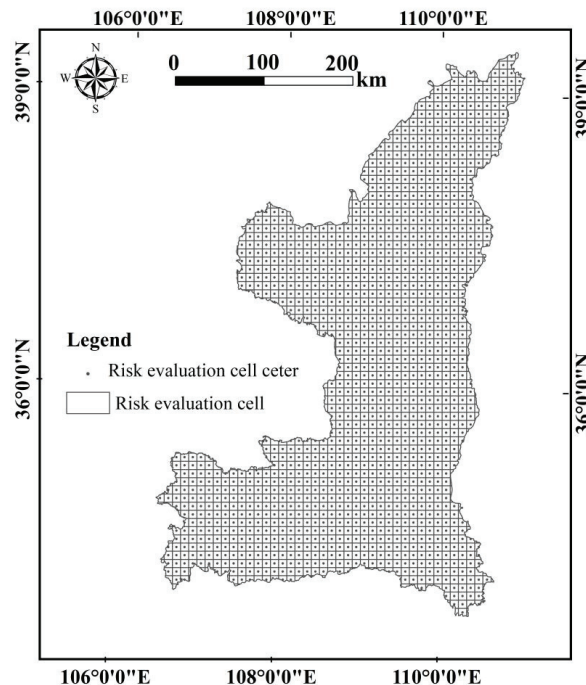 106°0'0"E 108°0'0"E 110°0'0"E
N
W E
S
0 100 200
km
39°0'0"N 39°0'0"N
Legend
Risk evaluation cell ceter
Risk evaluation cell
36°0'0"N 36°0'0"N
106°0'0"E 108°0'0"E 110°0'0"E